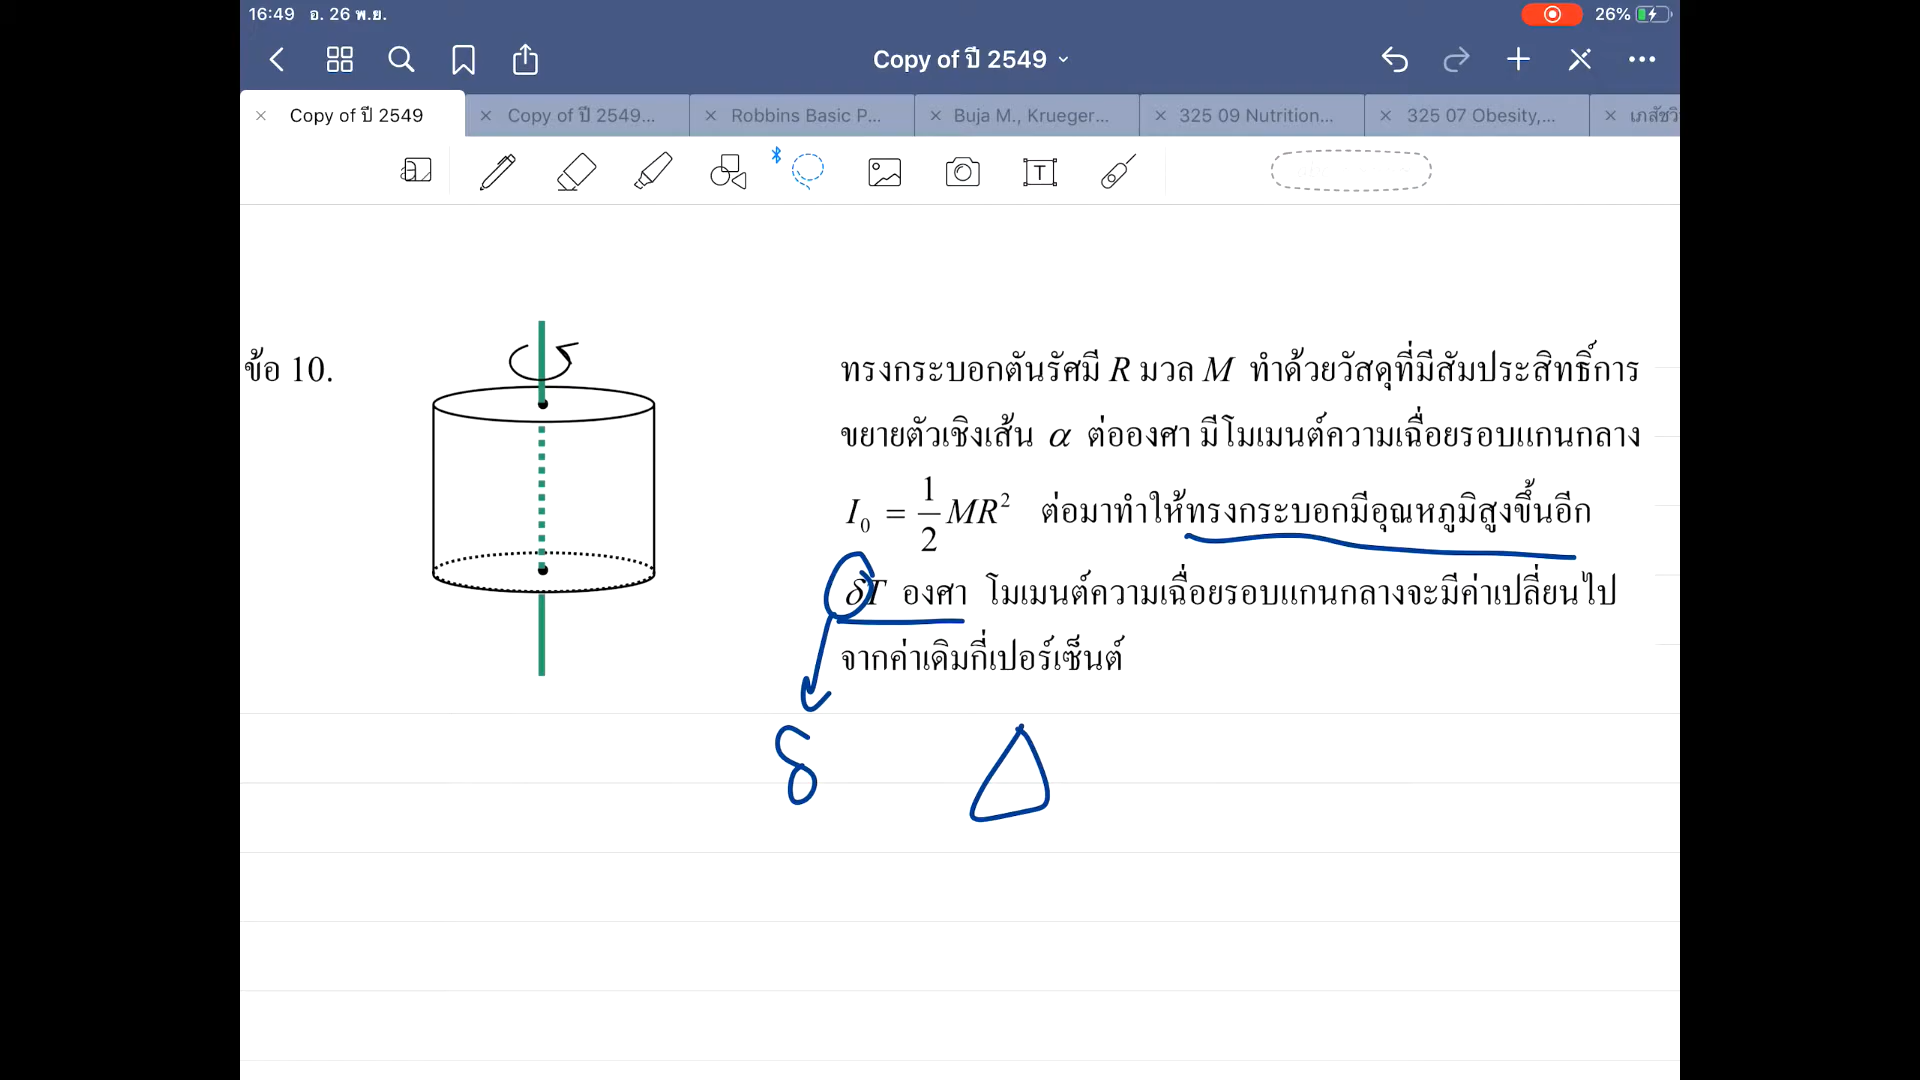 16:49 อ. 26 พ.ย.
26%
Copy of ปี 2549
Copy of ปี 2549
Copy of ปี 2549...
Robbins Basic P...
Buja M., Krueger...
325 09 Nutrition...
325 07 Obesity,...
เภสัชวิ
ข้อ 10.
ทรงกระบอกตันรัศมี R มวล M ทำด้วยวัสดุที่มีสัมประสิทธิ์การ
ขยายตัวเชิงเส้น α ต่อองศา มีโมเมนต์ความเฉื่อยรอบแกนกลาง
I₀ = 1/2 MR² ต่อมาทำให้ทรงกระบอกมีอุณหภูมิสูงขึ้นอีก
δT องศา โมเมนต์ความเฉื่อยรอบแกนกลางจะมีค่าเปลี่ยนไป
จากค่าเดิมกี่เปอร์เซ็นต์
δ Δ